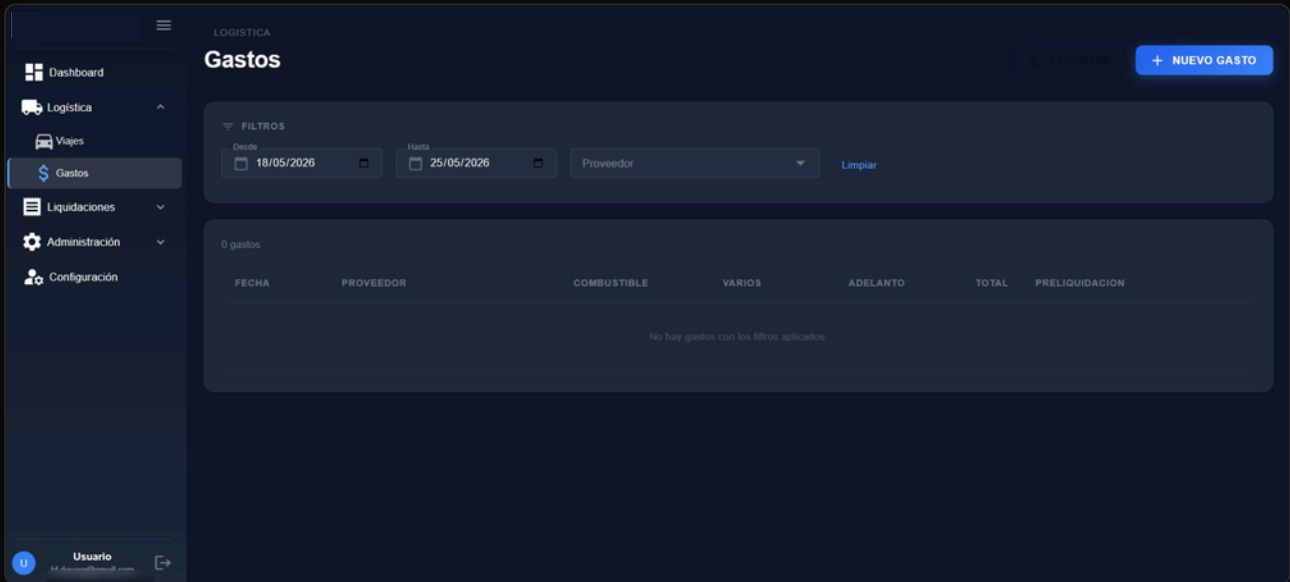 LOGISTICA
Gastos
EXPORTAR
+ NUEVO GASTO
Dashboard
Logística
Viajes
Gastos
Liquidaciones
Administración
Configuración
FILTROS
Desde
18/05/2026
Hasta
25/05/2026
Proveedor
Limpiar
0 gastos
FECHA PROVEEDOR COMBUSTIBLE VARIOS ADELANTO TOTAL PRELIQUIDACION
No hay gastos con los filtros aplicados.
U
Usuario